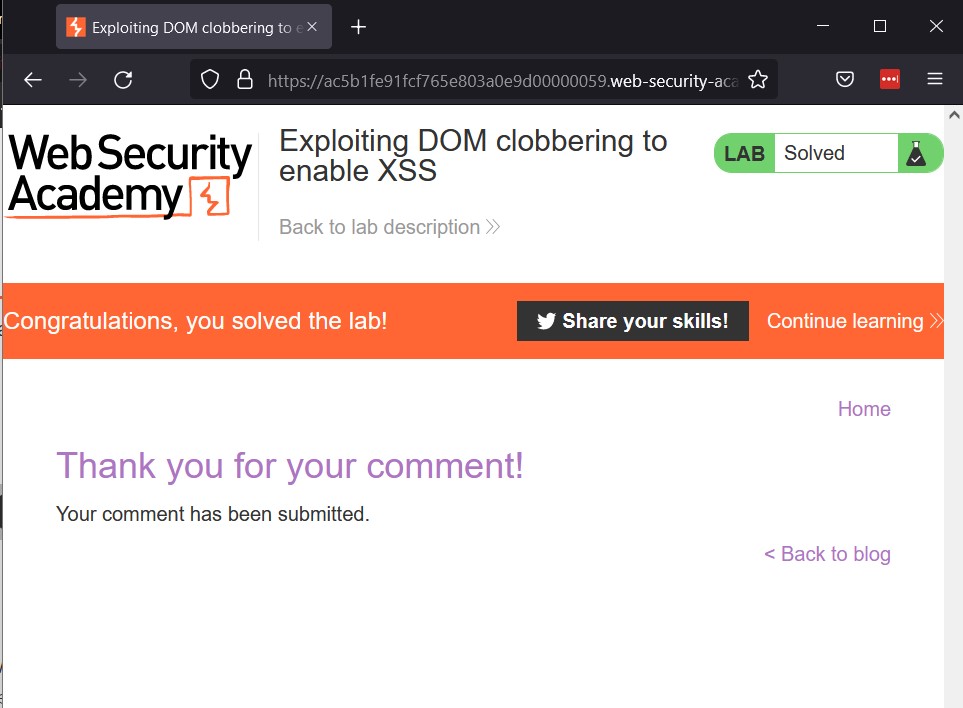 Exploiting DOM clobbering to e
https://ac5b1fe91fcf765e803a0e9d00000059.web-security-aca
Web Security
Academy
Exploiting DOM clobbering to
enable XSS
LAB Solved
Back to lab description
Congratulations, you solved the lab!
Share your skills!
Continue learning
Home
Thank you for your comment!
Your comment has been submitted.
< Back to blog